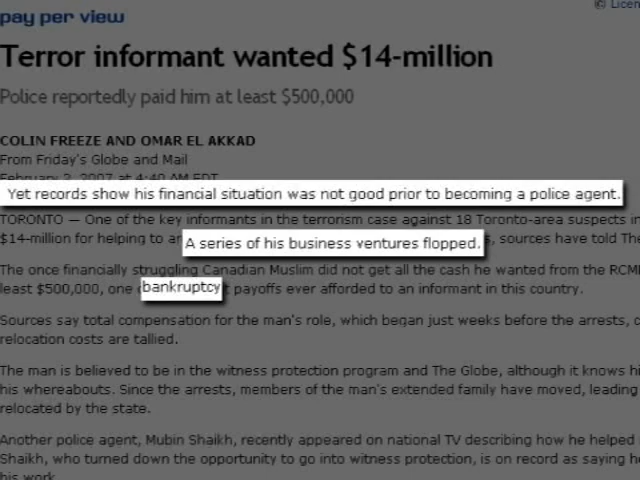 © Licen
pay per view
Terror informant wanted $14-million
Police reportedly paid him at least $500,000
COLIN FREEZE AND OMAR EL AKKAD
From Friday's Globe and Mail
February 2, 2007 at 4:40 AM EDT
Yet records show his financial situation was not good prior to becoming a police agent.
TORONTO — One of the key informants in the terrorism case against 18 Toronto-area suspects in
$14-million for helping to ar A series of his business ventures flopped. s, sources have told The
The once financially struggling Canadian Muslim did not get all the cash he wanted from the RCM
least $500,000, one bankruptcy payoffs ever afforded to an informant in this country.
Sources say total compensation for the man's role, which began just weeks before the arrests, c
relocation costs are tallied.
The man is believed to be in the witness protection program and The Globe, although it knows hi
his whereabouts. Since the arrests, members of the man's extended family have moved, leading
relocated by the state.
Another police agent, Mubin Shaikh, recently appeared on national TV describing how he helped
Shaikh, who turned down the opportunity to go into witness protection, is on record as saying he
his work.